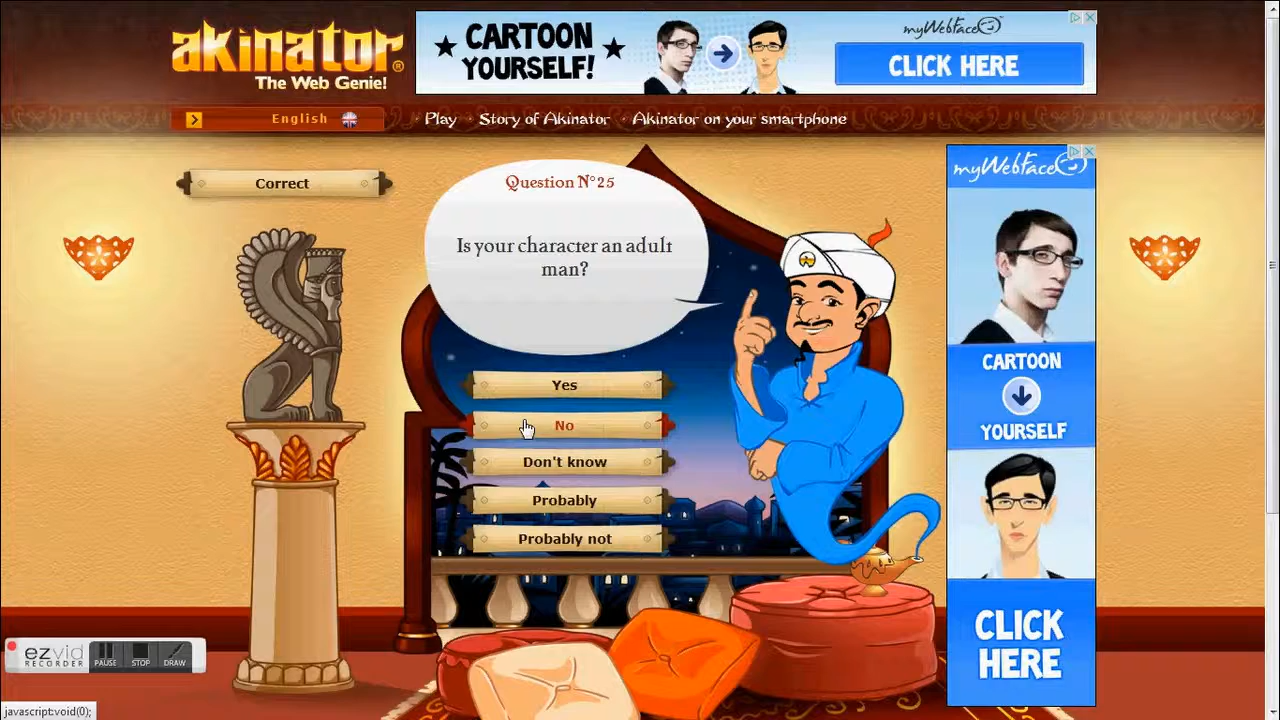 akinator®
The Web Genie!
★ CARTOON ★
YOURSELF!
myWebFace
CLICK HERE
English
· Play · Story of Akinator · Akinator on your smartphone
Correct
Question N°25
Is your character an adult
man?
Yes
No
Don't know
Probably
Probably not
myWebFace
CARTOON
YOURSELF
CLICK
HERE
ezvid
RECORDER
PAUSE
STOP
DRAW
javascript:void(0);